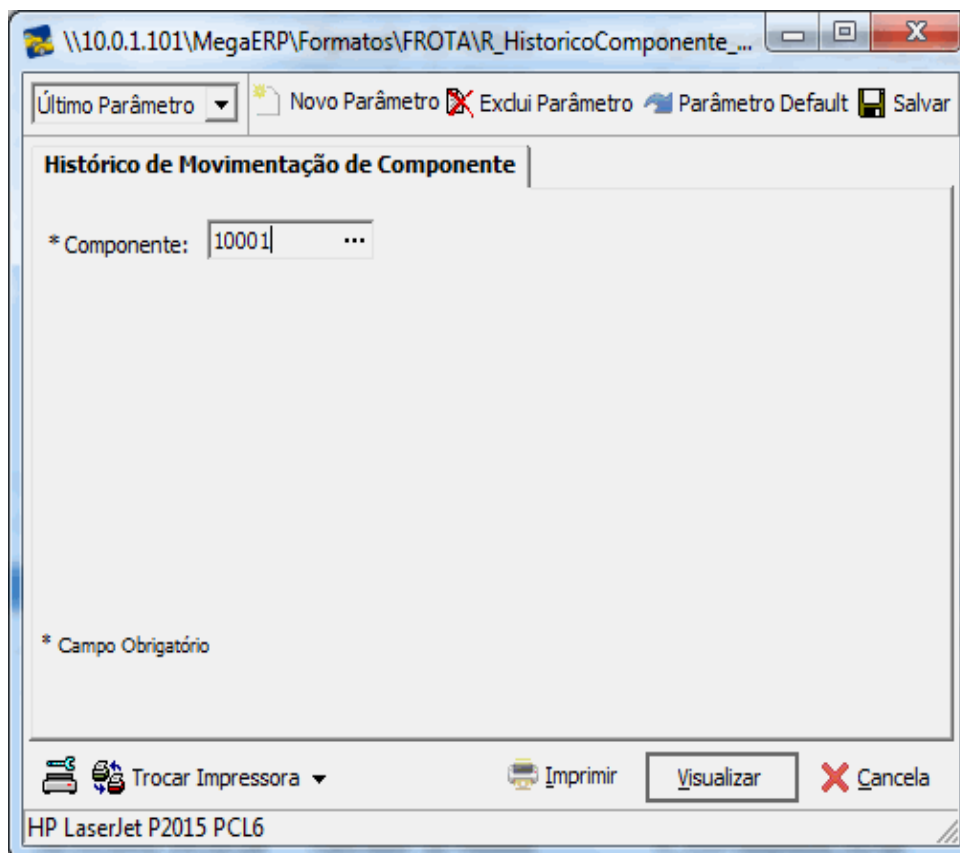 \\10.0.1.101\MegaERP\Formatos\FROTA\R_HistoricoComponente_...
Último Parâmetro Novo Parâmetro Exclui Parâmetro Parâmetro Default Salvar
Histórico de Movimentação de Componente
* Componente: 10001 ...
* Campo Obrigatório
Trocar Impressora Imprimir Visualizar Cancela
HP LaserJet P2015 PCL6